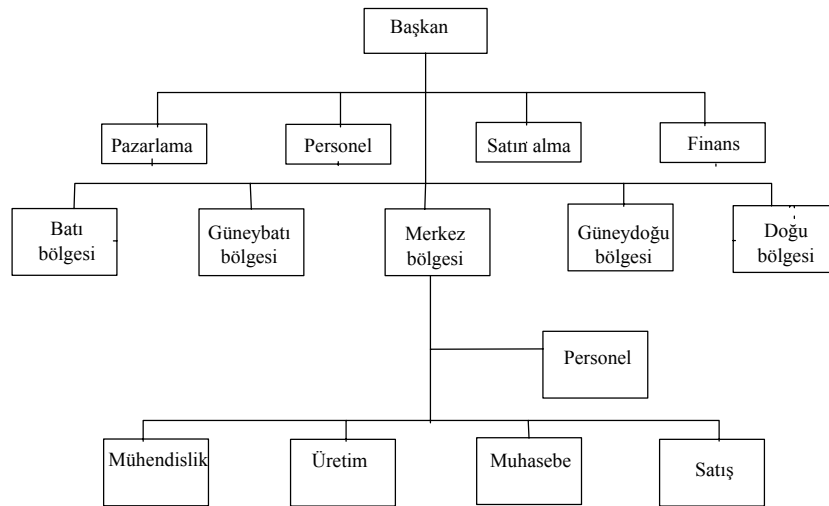 Başkan
Pazarlama
Personel
Satın alma
Finans
Batı
bölgesi
Güneybatı
bölgesi
Merkez
bölgesi
Güneydoğu
bölgesi
Doğu
bölgesi
Personel
Mühendislik
Üretim
Muhasebe
Satış